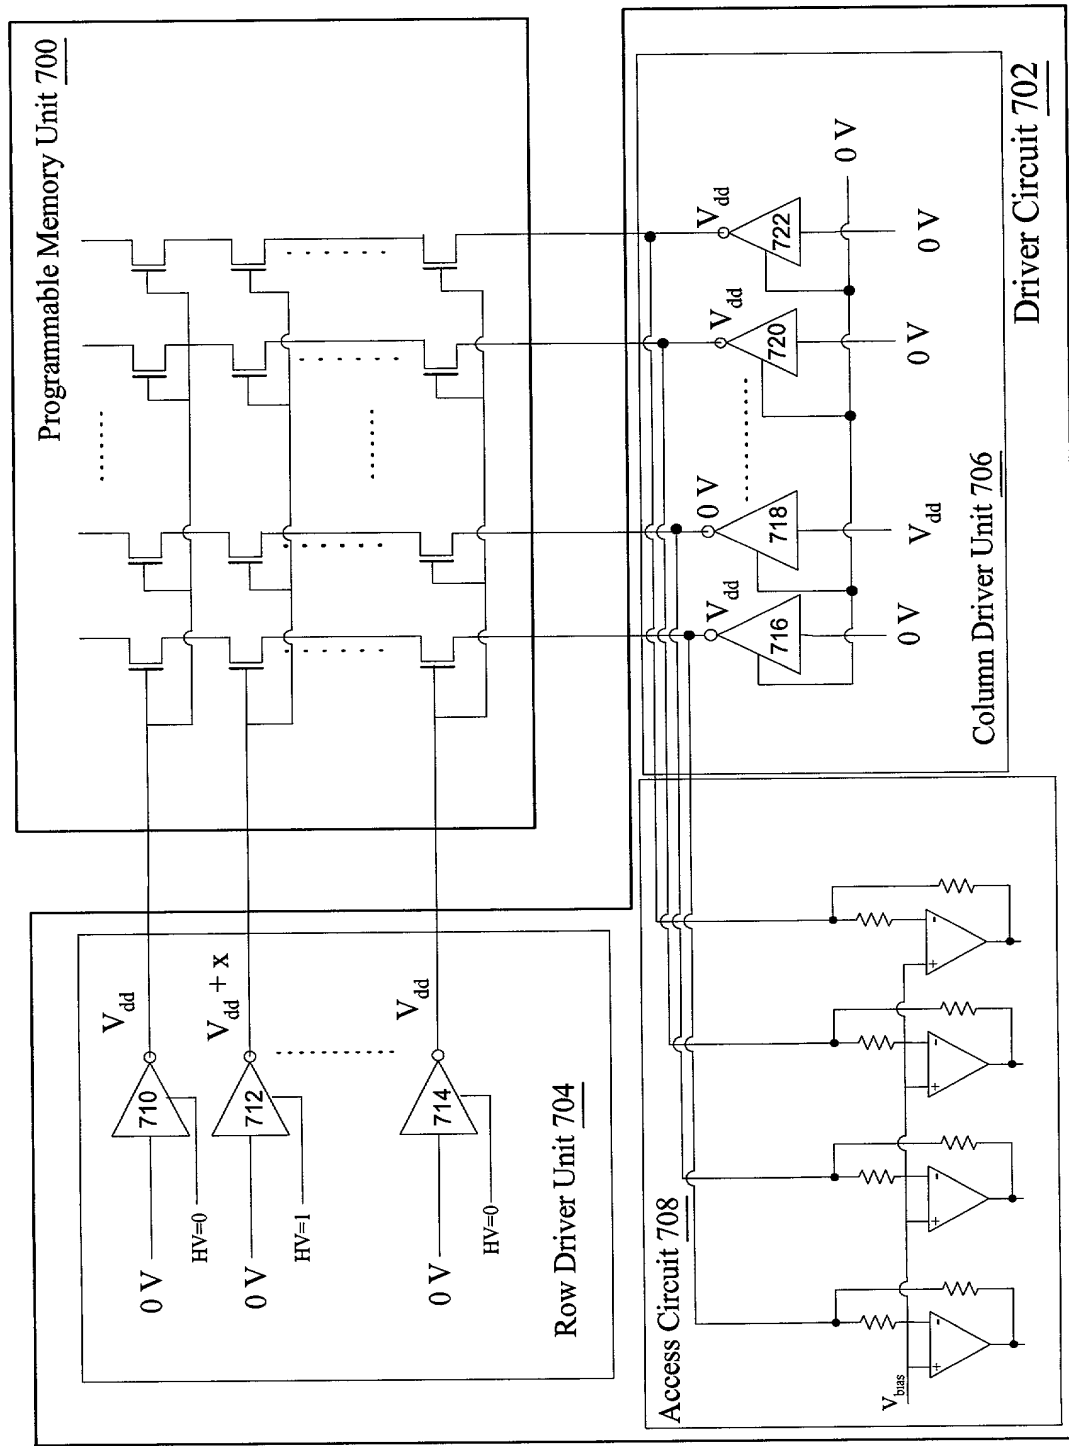 Programmable Memory Unit 700
V_dd
710
0 V
HV=0
V_dd + x
712
0 V
HV=1
V_dd
714
0 V
HV=0
Row Driver Unit 704
V_dd
716
0 V
0 V
718
V_dd
V_dd
720
0 V
V_dd
722
0 V
0 V
Column Driver Unit 706
Driver Circuit 702
Access Circuit 708
V_bias
+ -
+ -
+ -
+ -